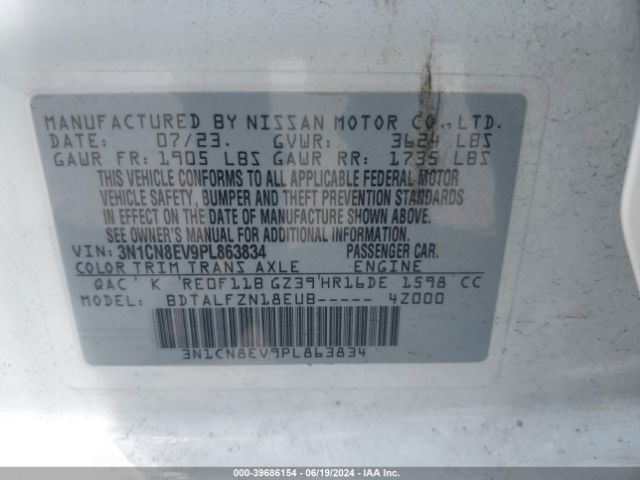 MANUFACTURED BY NISSAN MOTOR CO., LTD.
DATE: 07/23. GVWR: 3624 LBS
GAWR FR: 1905 LBS GAWR RR: 1735 LBS
THIS VEHICLE CONFORMS TO ALL APPLICABLE FEDERAL MOTOR
VEHICLE SAFETY, BUMPER AND THEFT PREVENTION STANDARDS
IN EFFECT ON THE DATE OF MANUFACTURE SHOWN ABOVE.
SEE OWNERS MANUAL FOR ADDITIONAL INFORMATION.
VIN: 3N1CN8EV9PL863834 PASSENGER CAR.
COLOR TRIM TRANS AXLE ENGINE
QAC K RE0F11B GZ39 HR16DE 1598 CC
MODEL: BDTALFZN18EUB----- 4Z000
3N1CN8EV9PL863834
000-39686154 - 06/19/2024 - IAA Inc.